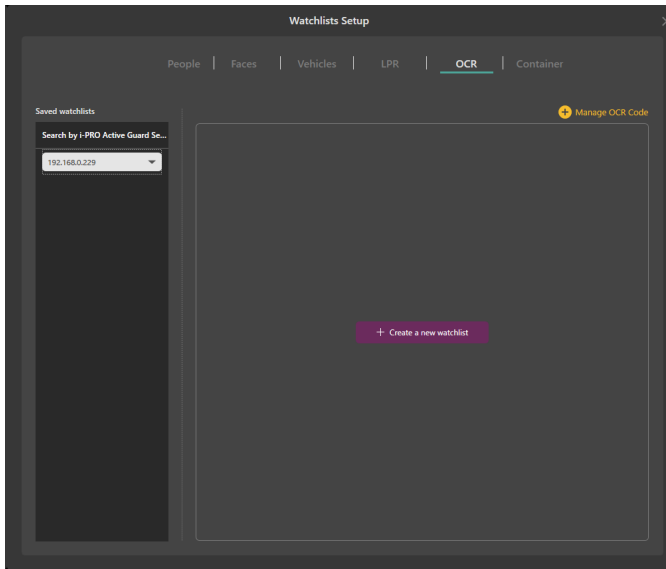 Watchlists Setup
People | Faces | Vehicles | LPR | OCR | Container
Saved watchlists
+ Manage OCR Code
Search by i-PRO Active Guard Se...
192.168.0.229
+ Create a new watchlist